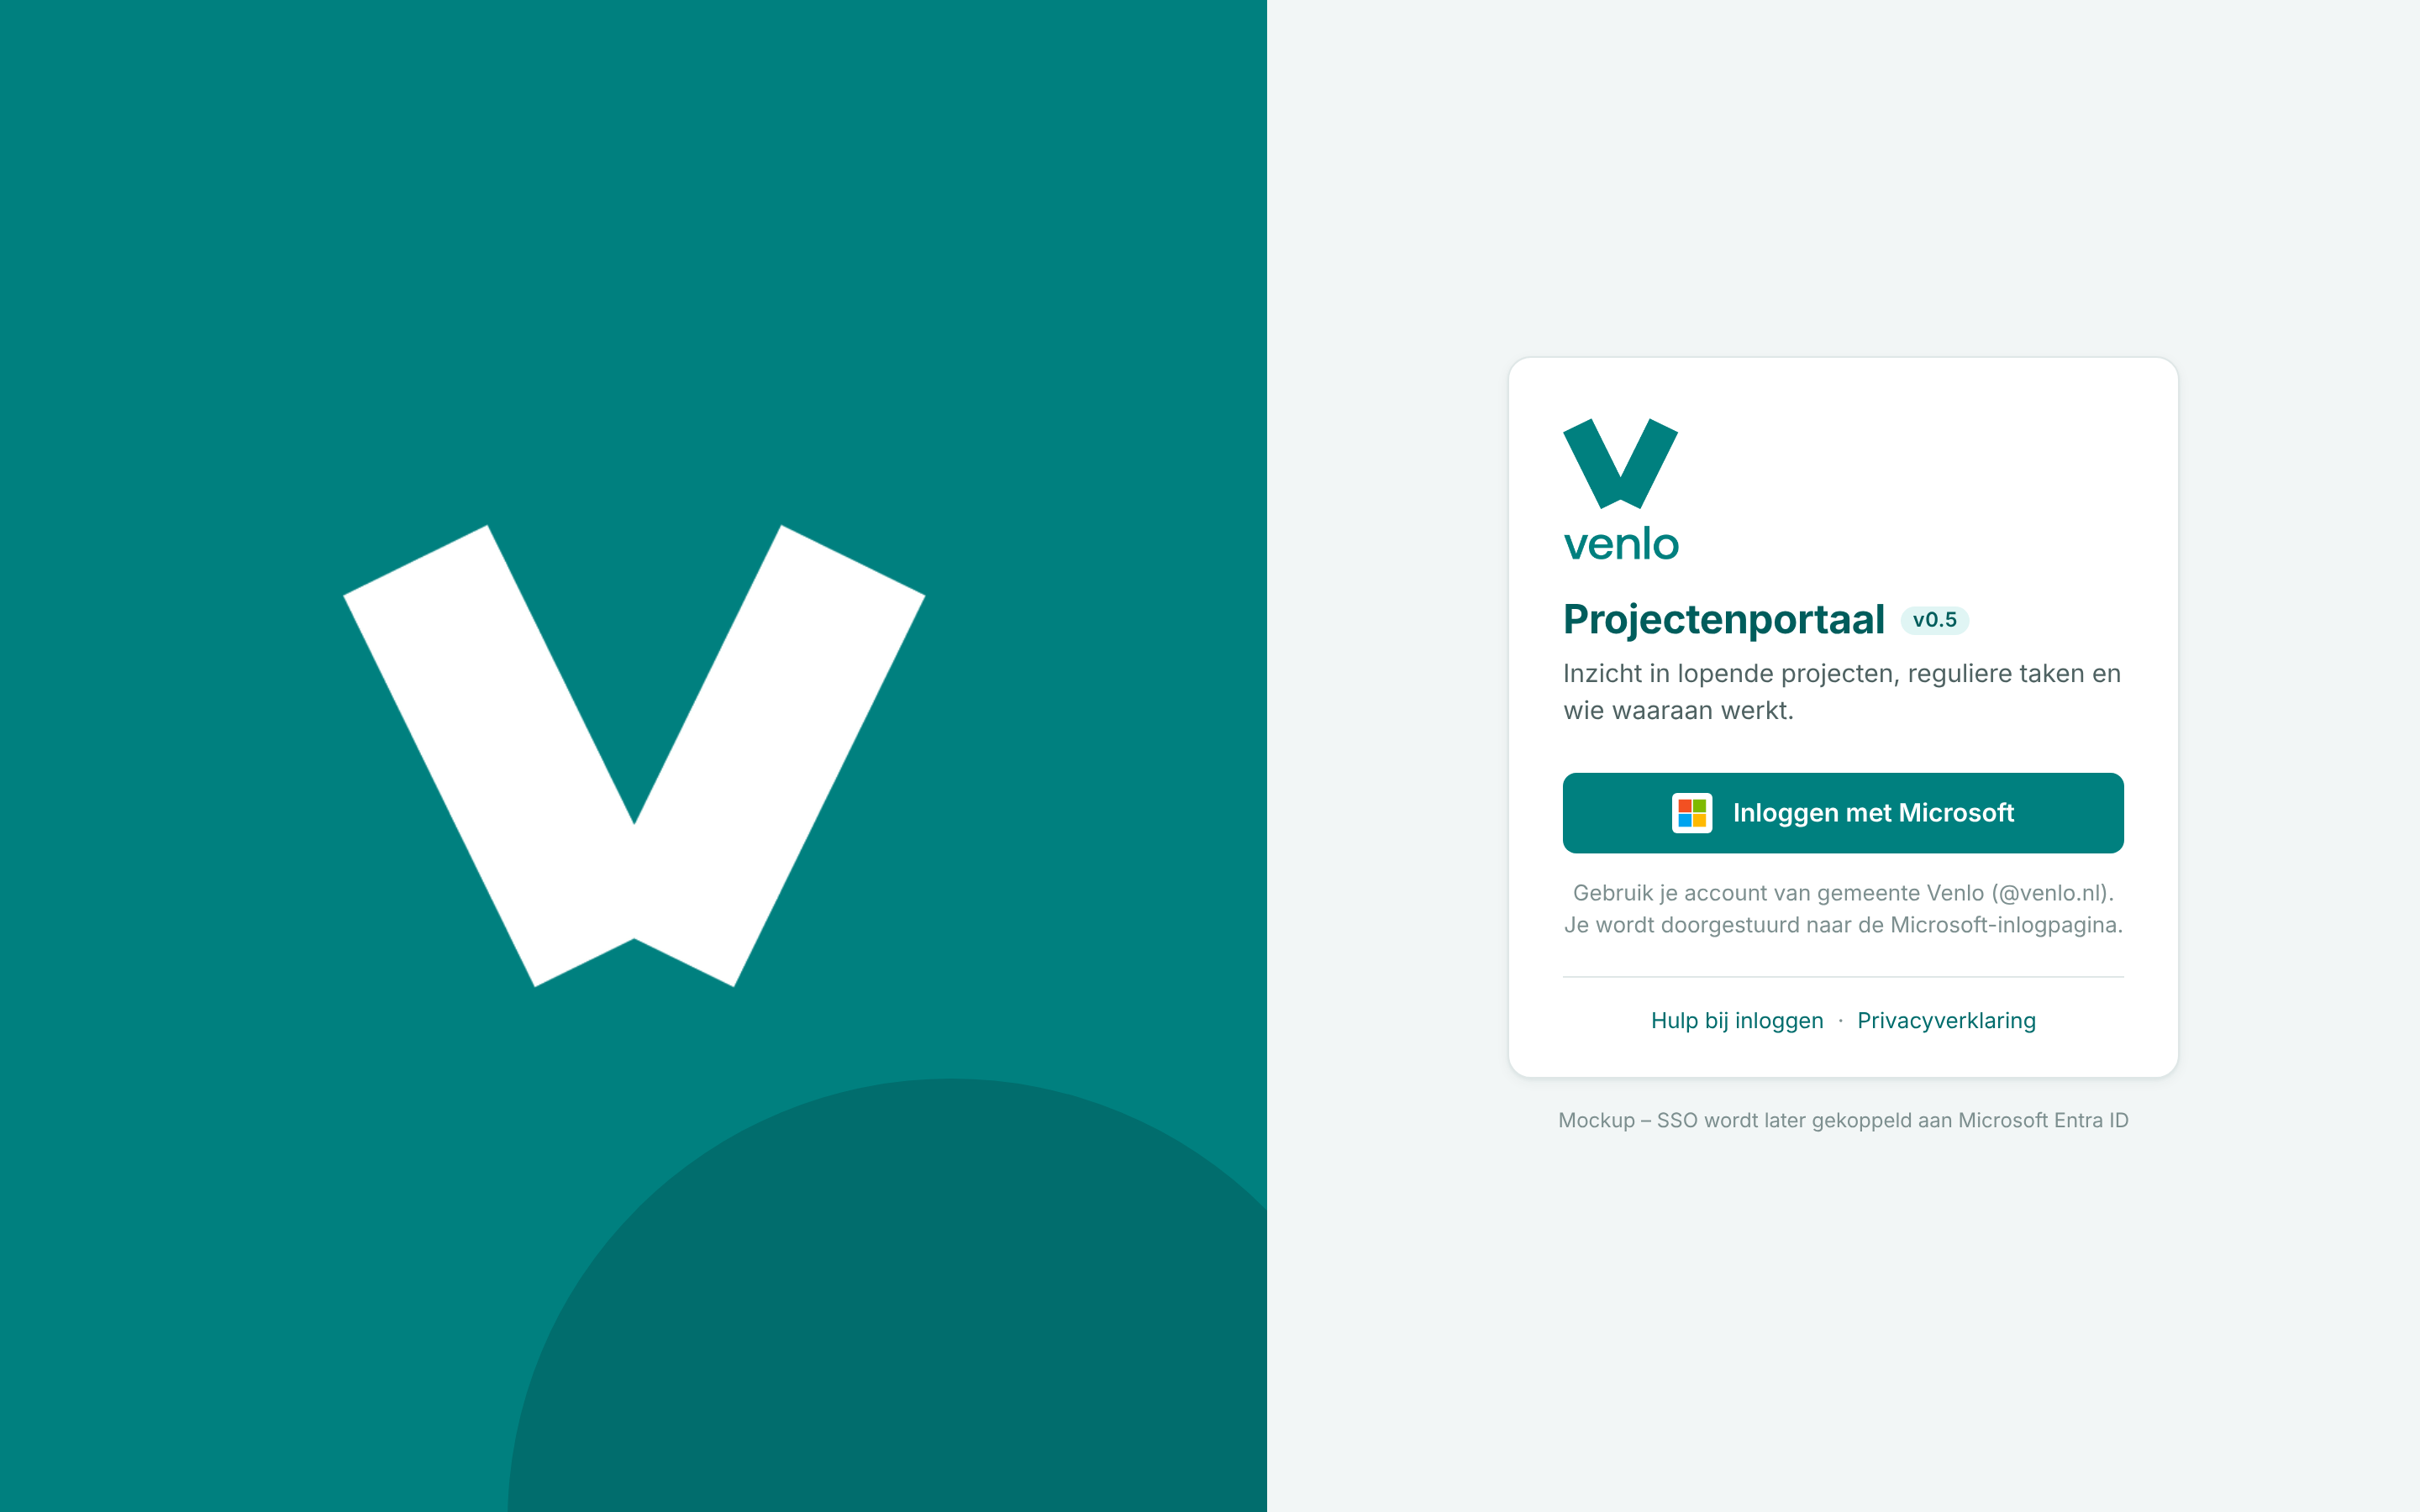 venlo
Projectenportaal v0.5
Inzicht in lopende projecten, reguliere taken en
wie waaraan werkt.
Inloggen met Microsoft
Gebruik je account van gemeente Venlo (@venlo.nl).
Je wordt doorgestuurd naar de Microsoft-inlogpagina.
Hulp bij inloggen · Privacyverklaring
Mockup – SSO wordt later gekoppeld aan Microsoft Entra ID